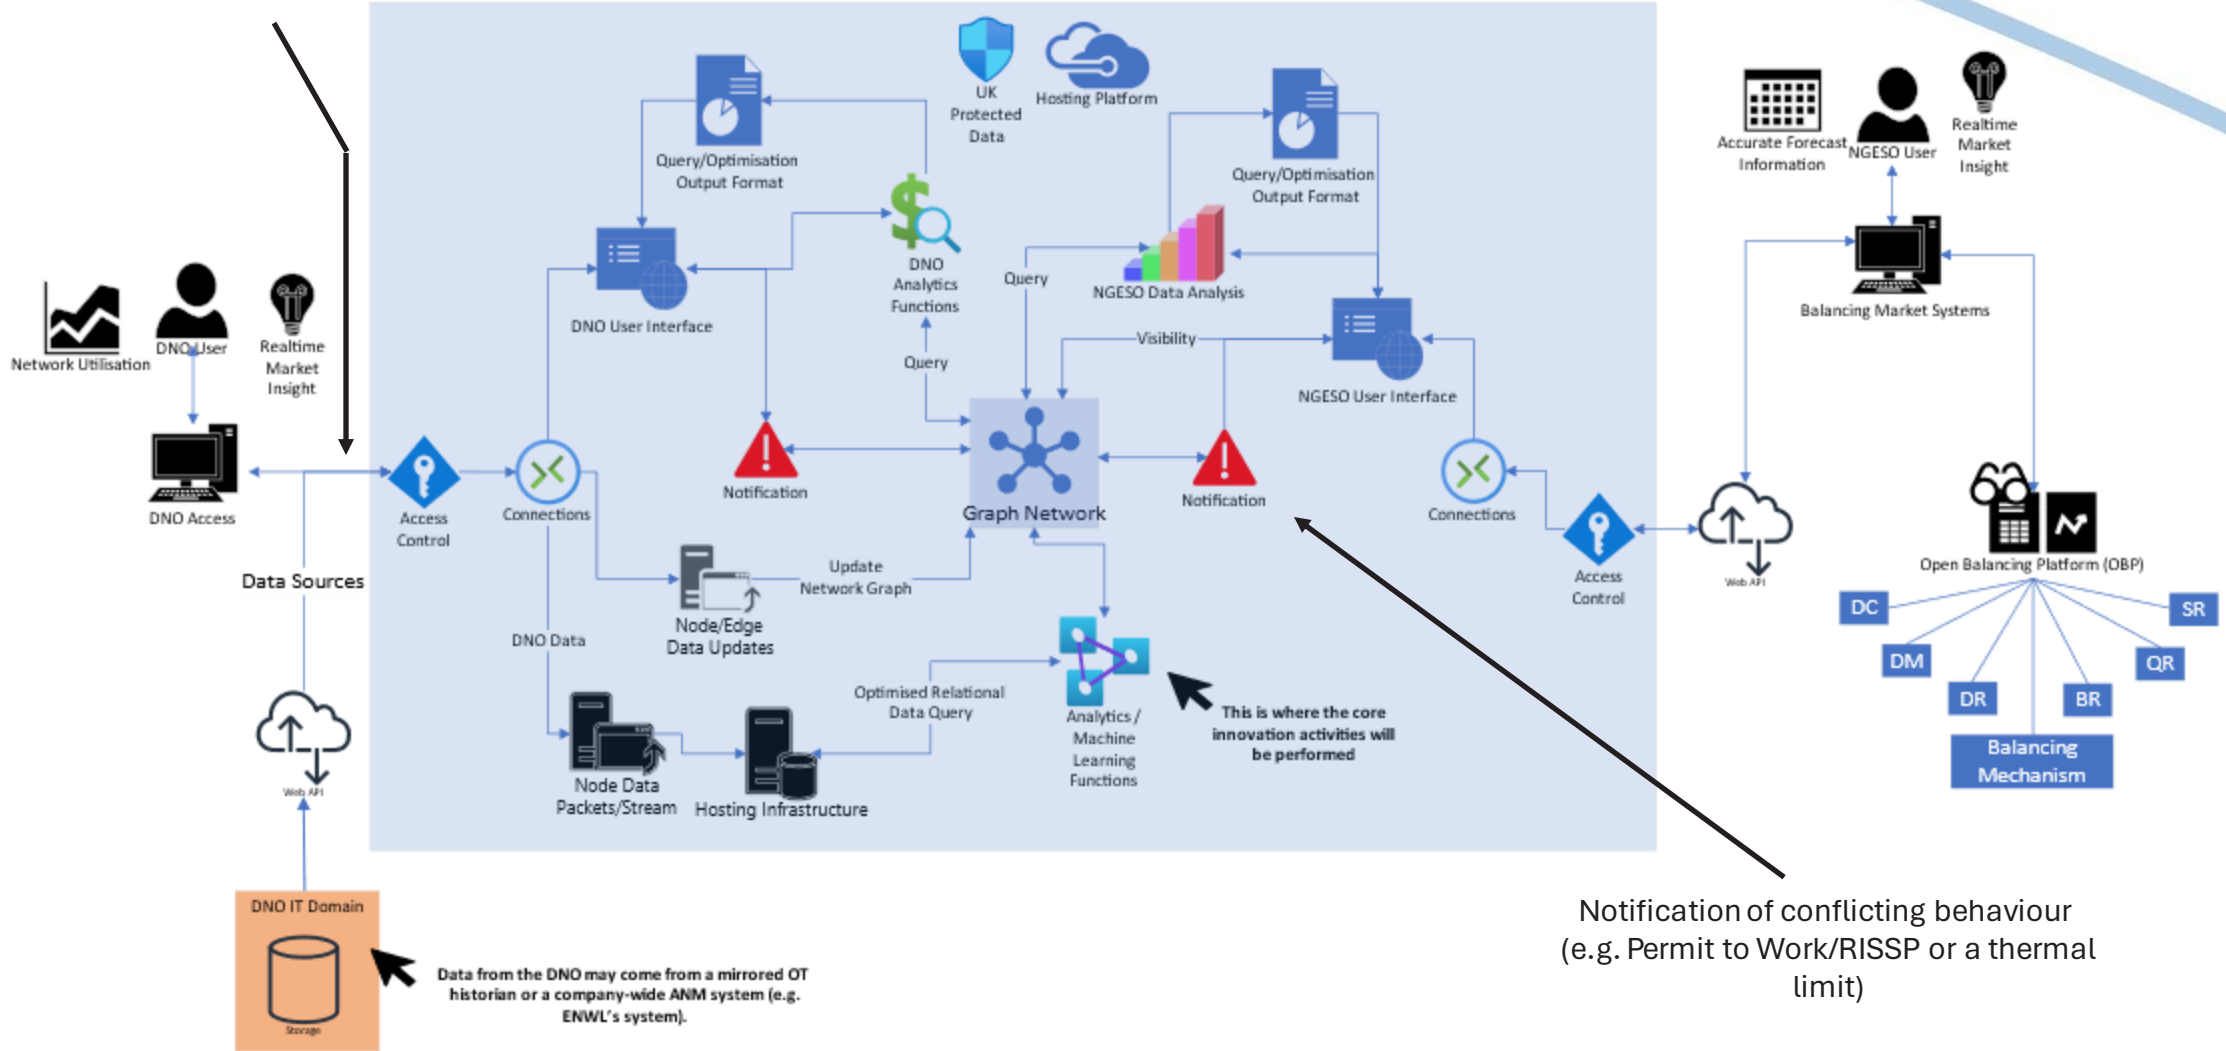 UK
Protected
Data
Hosting Platform
Query/Optimisation
Output Format
Query/Optimisation
Output Format
Accurate Forecast
Information
NGESO User
Realtime
Market
Insight
DNO
Analytics
Functions
Query
NGESO Data Analysis
Balancing Market Systems
DNO User Interface
Network Utilisation
DNO User
Realtime
Market
Insight
Query
Visibility
NGESO User Interface
DNO Access
Access
Control
Connections
Notification
Graph Network
Notification
Connections
Access
Control
Web API
Open Balancing Platform (OBP)
DC
SR
DM
QR
DR
BR
Balancing
Mechanism
Data Sources
Update
Network Graph
Node/Edge
Data Updates
DNO Data
Optimised Relational
Data Query
Analytics /
Machine
Learning
Functions
This is where the core
innovation activities will
be performed
Node Data
Packets/Stream
Hosting Infrastructure
Web API
DNO IT Domain
Storage
Data from the DNO may come from a mirrored OT
historian or a company-wide ANM system (e.g.
ENWL's system).
Notification of conflicting behaviour
(e.g. Permit to Work/RISSP or a thermal
limit)